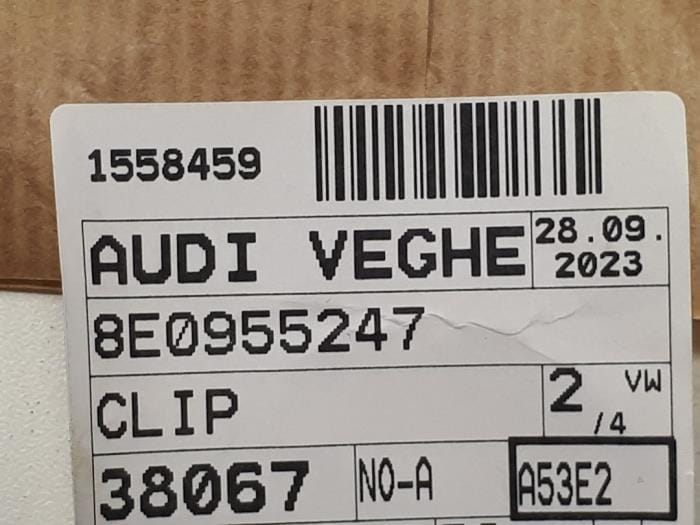 1558459
AUDI VEGHE
28.09.
2023
8E0955247
CLIP
2 /4 VW
38067
NO-A
A53E2